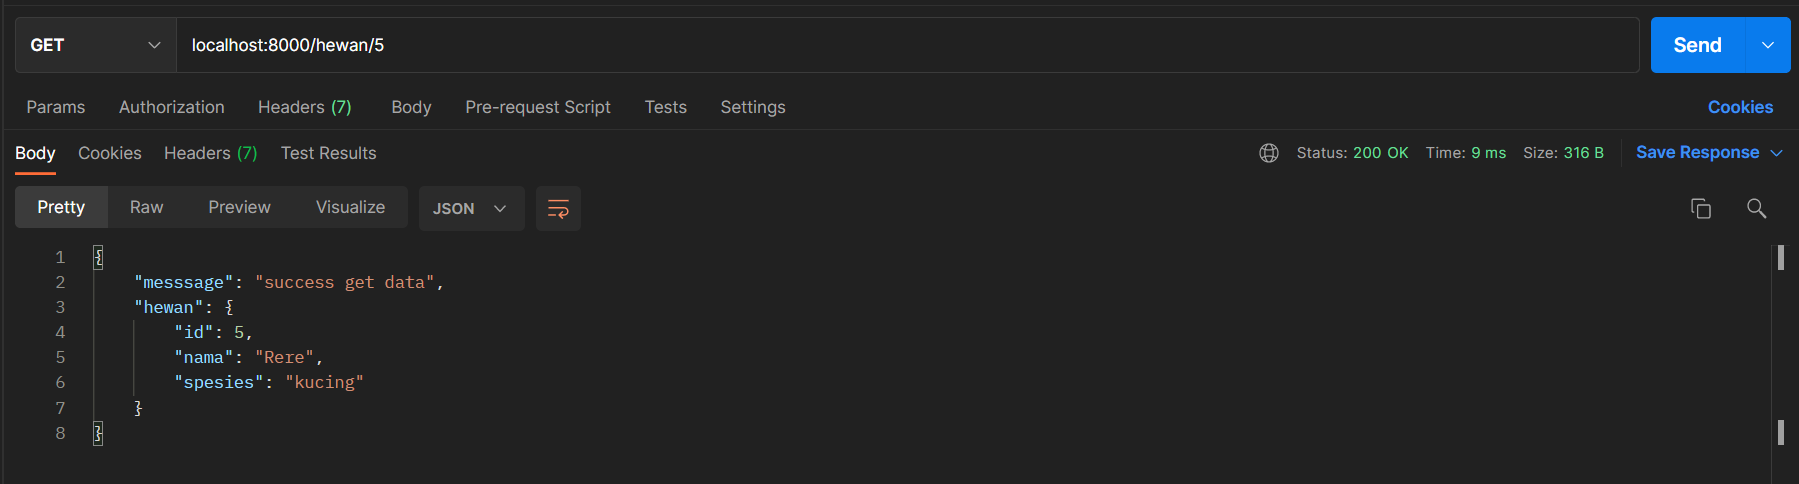 GET localhost:8000/hewan/5 Send
Params Authorization Headers (7) Body Pre-request Script Tests Settings Cookies
Body Cookies Headers (7) Test Results Status: 200 OK Time: 9 ms Size: 316 B Save Response
Pretty Raw Preview Visualize JSON
1 {
2 "messsage": "success get data",
3 "hewan": {
4 "id": 5,
5 "nama": "Rere",
6 "spesies": "kucing"
7 }
8 }